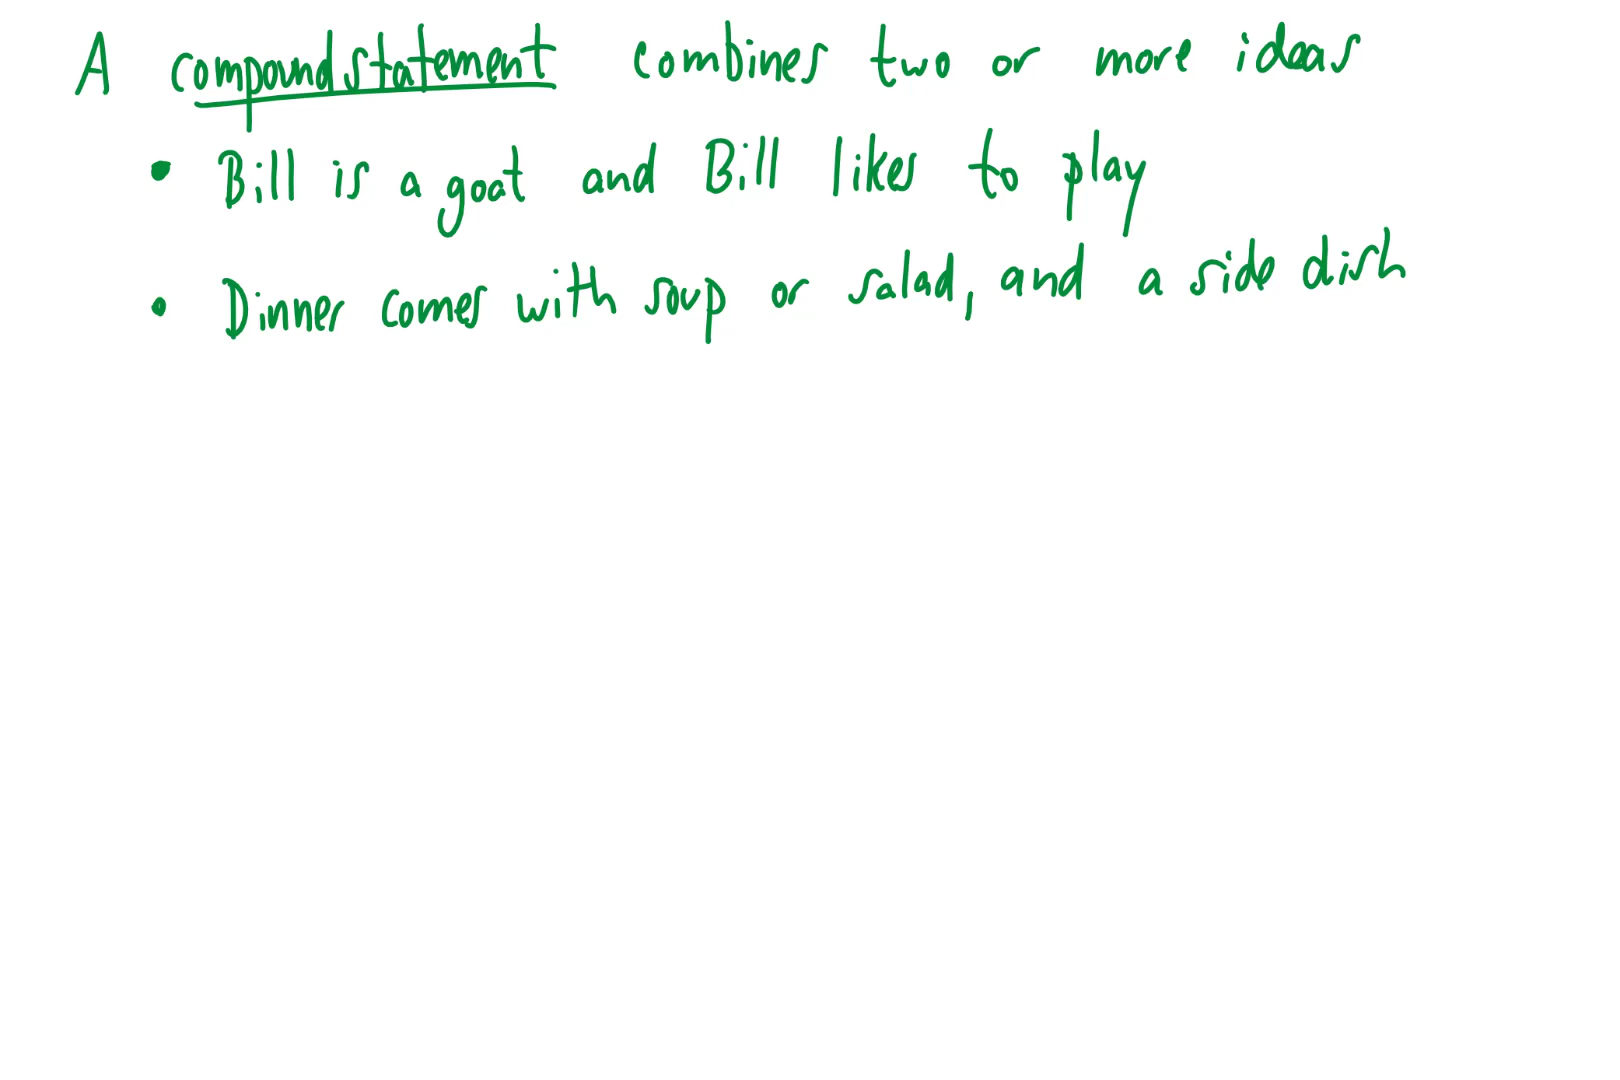 A compound statement combines two or more ideas
• Bill is a goat and Bill likes to play
• Dinner comes with soup or salad, and a side dish